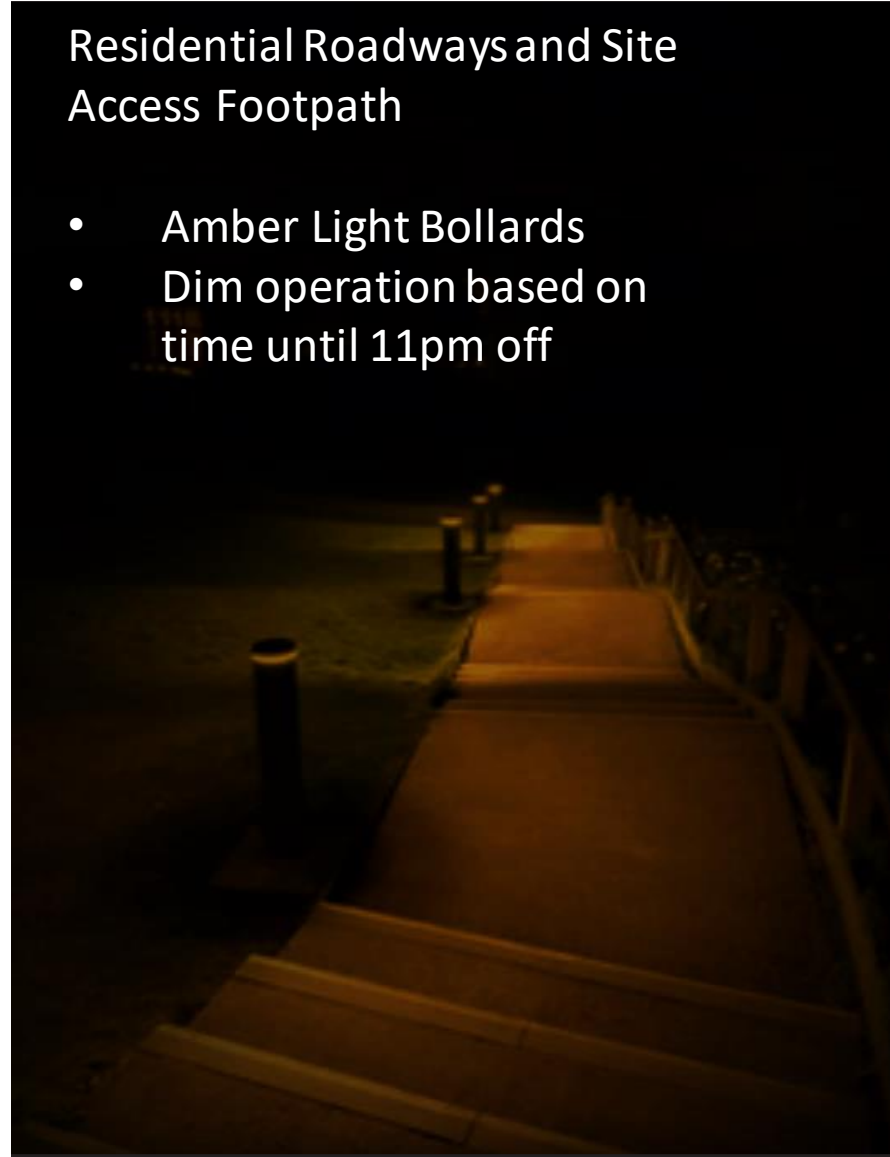 Residential Roadways and Site
Access Footpath
• Amber Light Bollards
• Dim operation based on
time until 11pm off